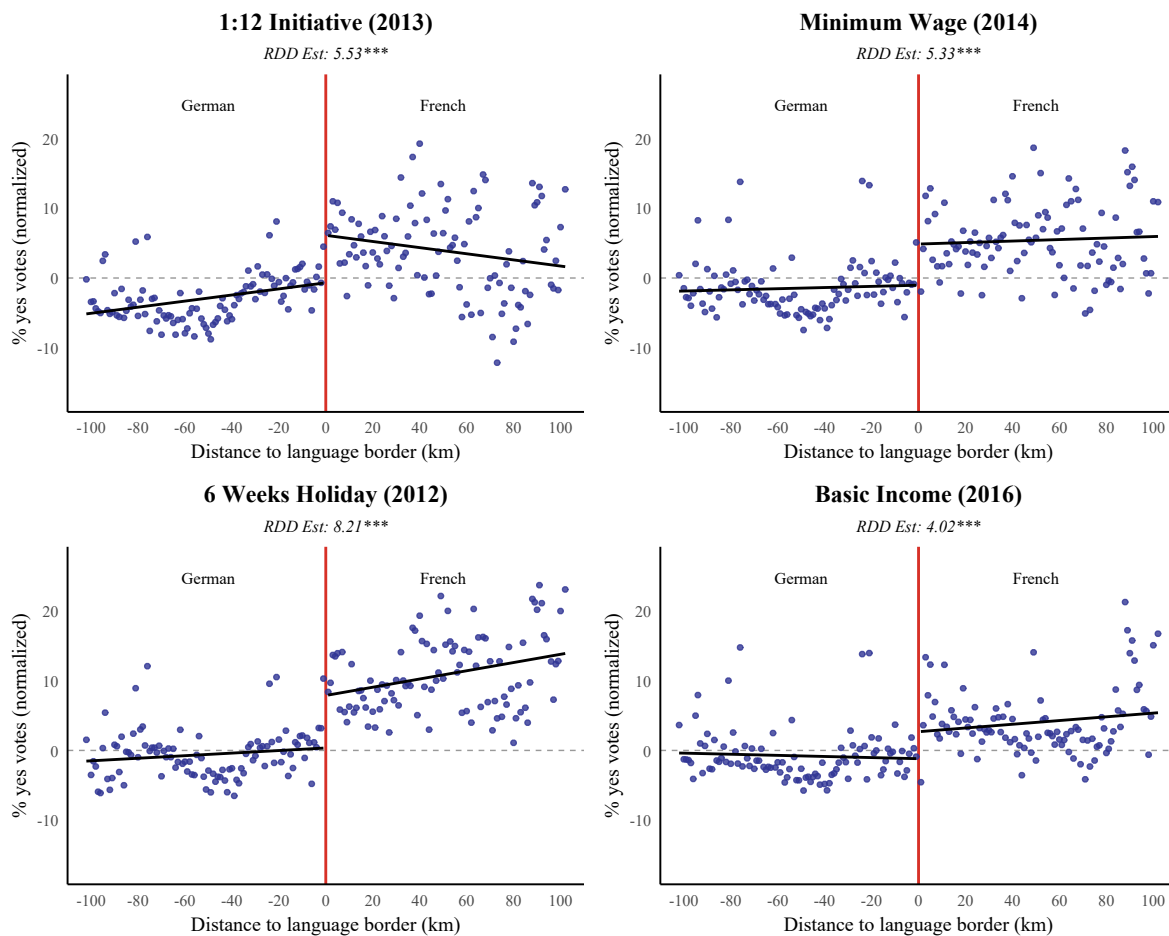 1:12 Initiative (2013)
RDD Est: 5.53***
German
French
% yes votes (normalized)
20
10
0
-10
-100 -80 -60 -40 -20 0 20 40 60 80 100
Distance to language border (km)
Minimum Wage (2014)
RDD Est: 5.33***
German
French
% yes votes (normalized)
20
10
0
-10
-100 -80 -60 -40 -20 0 20 40 60 80 100
Distance to language border (km)
6 Weeks Holiday (2012)
RDD Est: 8.21***
German
French
% yes votes (normalized)
20
10
0
-10
-100 -80 -60 -40 -20 0 20 40 60 80 100
Distance to language border (km)
Basic Income (2016)
RDD Est: 4.02***
German
French
% yes votes (normalized)
20
10
0
-10
-100 -80 -60 -40 -20 0 20 40 60 80 100
Distance to language border (km)